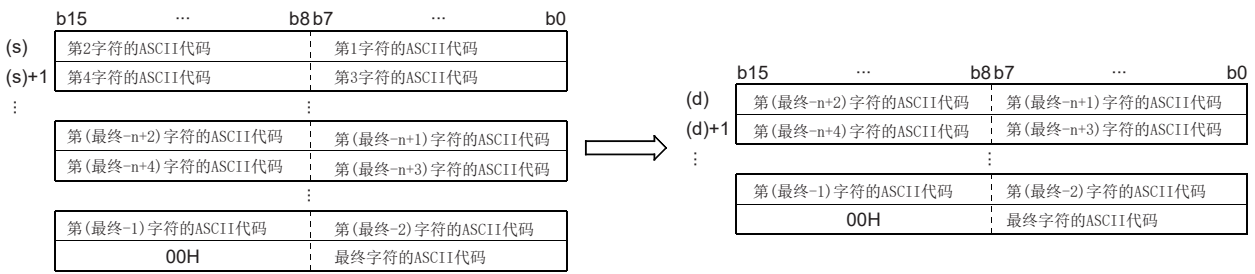 b15 … b8 b7 … b0
(s) 第2字符的ASCII代码 第1字符的ASCII代码
(s)+1 第4字符的ASCII代码 第3字符的ASCII代码
⋮ ⋮
第(最终-n+2)字符的ASCII代码 第(最终-n+1)字符的ASCII代码
第(最终-n+4)字符的ASCII代码 第(最终-n+3)字符的ASCII代码
⋮
第(最终-1)字符的ASCII代码 第(最终-2)字符的ASCII代码
00H 最终字符的ASCII代码
b15 … b8 b7 … b0
(d) 第(最终-n+2)字符的ASCII代码 第(最终-n+1)字符的ASCII代码
(d)+1 第(最终-n+4)字符的ASCII代码 第(最终-n+3)字符的ASCII代码
⋮ ⋮
第(最终-1)字符的ASCII代码 第(最终-2)字符的ASCII代码
00H 最终字符的ASCII代码